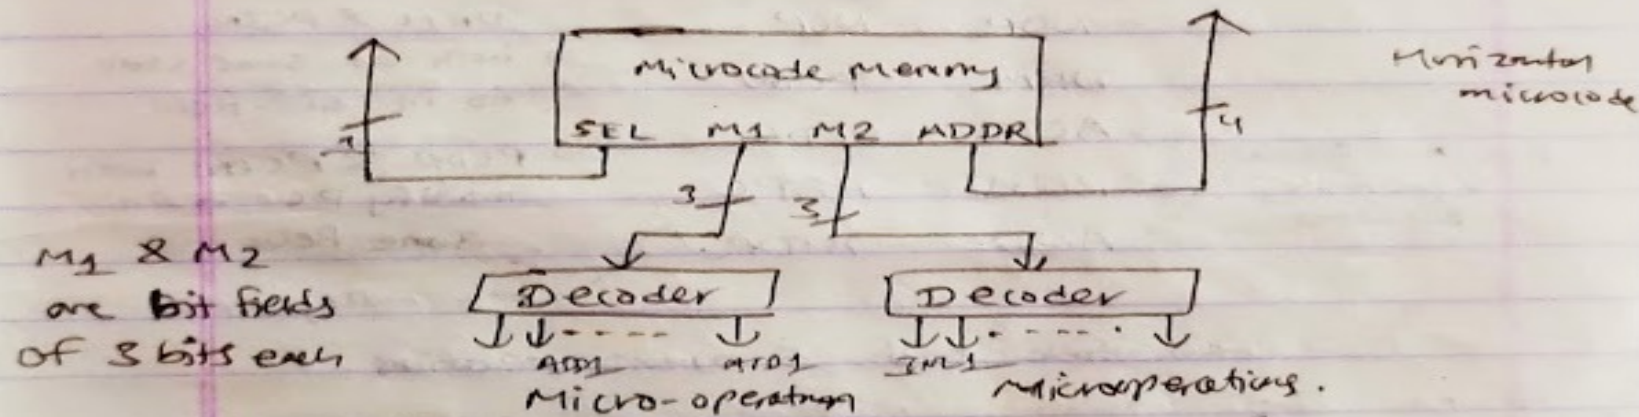 Microcode Memory
SEL M1 M2 ADDR
1
4
Horizontal
microcode
3
3
M1 & M2
are bit fields
of 3 bits each
Decoder
Decoder
AND1
Micro-operation
Microoperations.